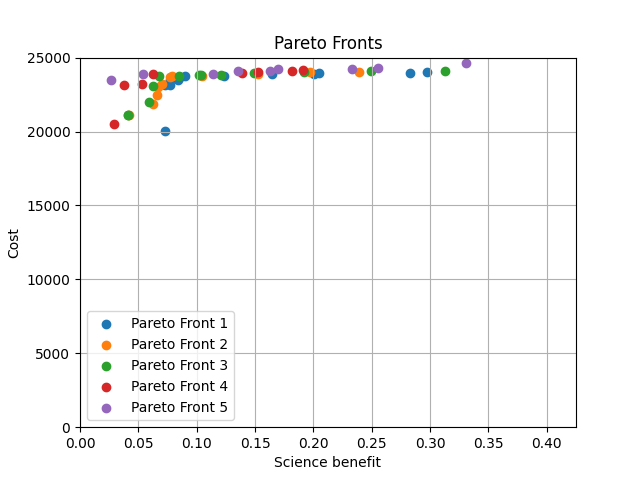 Pareto Fronts
25000
20000
15000
10000
5000
0
Cost
Pareto Front 1
Pareto Front 2
Pareto Front 3
Pareto Front 4
Pareto Front 5
0.00 0.05 0.10 0.15 0.20 0.25 0.30 0.35 0.40
Science benefit